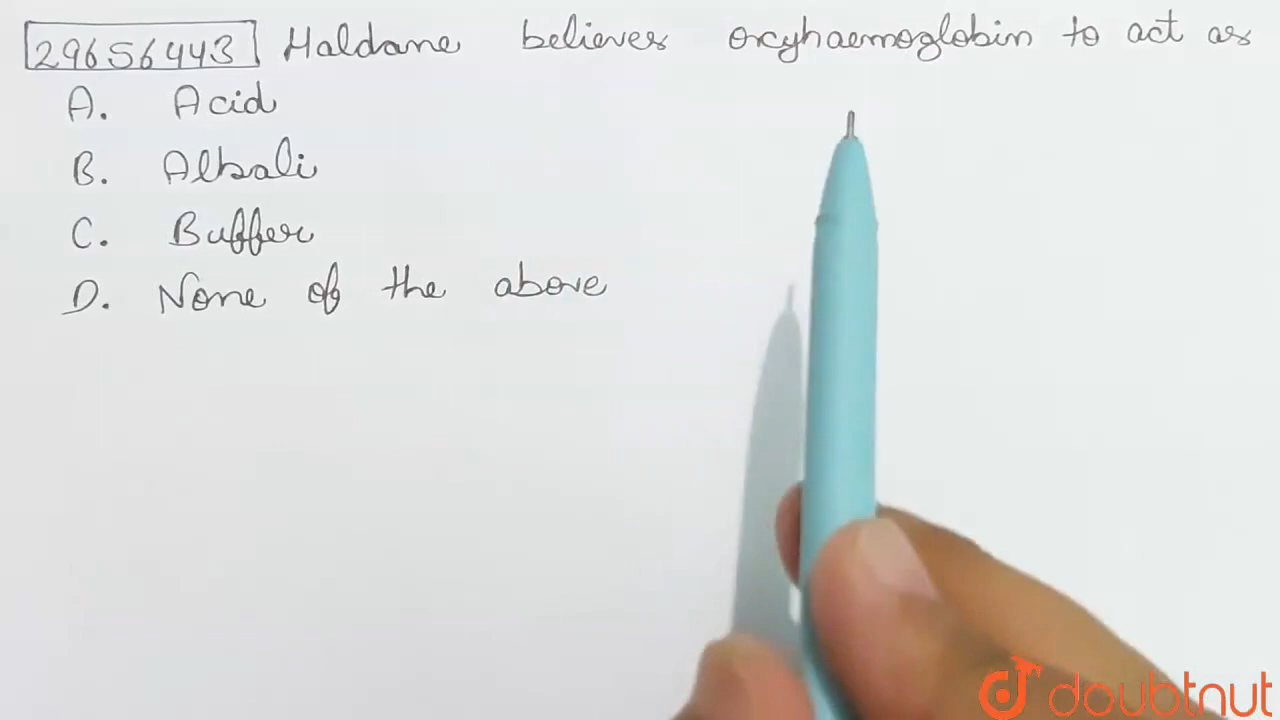 29656443 Haldane believes oxyhaemoglobin to act as
A. Acid
B. Alkali
C. Buffer
D. None of the above
doubtnut